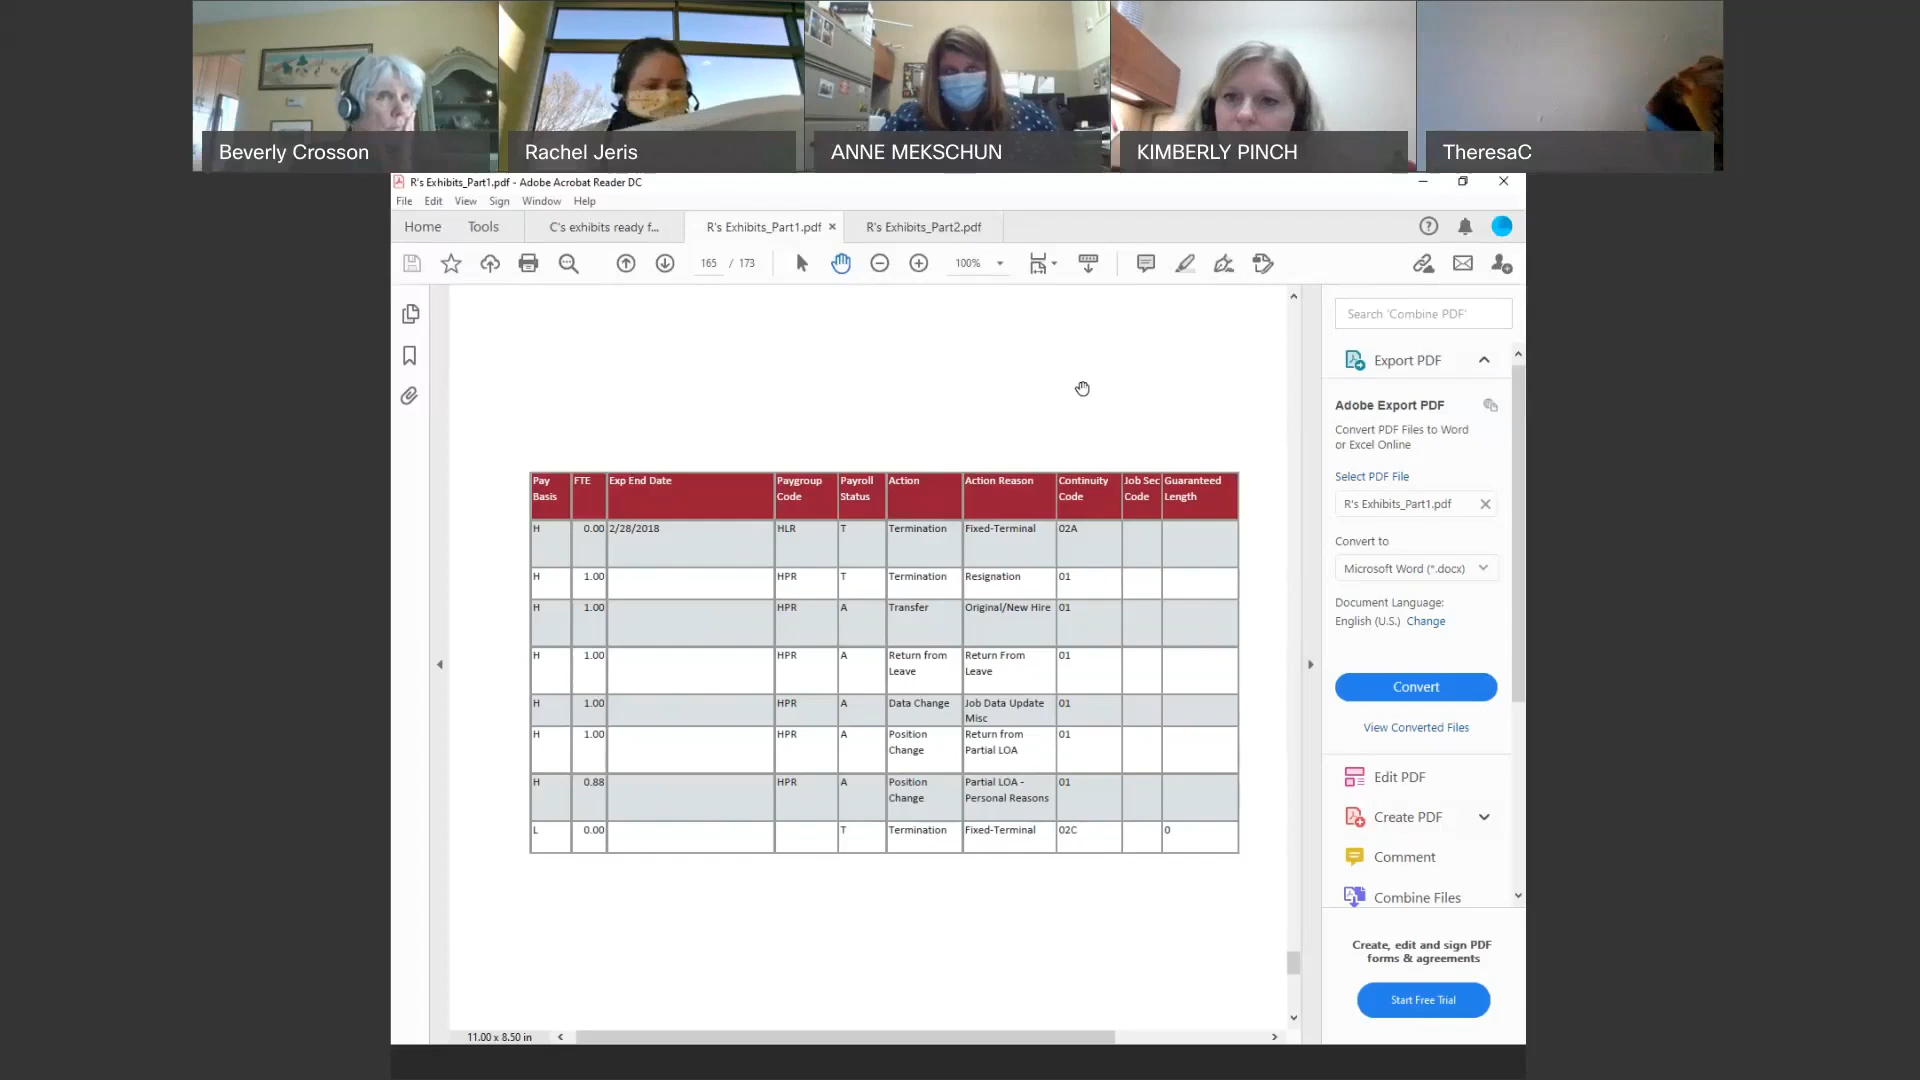 Beverly Crosson
Rachel Jeris
ANNE MEKSCHUN
KIMBERLY PINCH
TheresaC
R's Exhibits_Part1.pdf - Adobe Acrobat Reader DC
File Edit View Sign Window Help
Home Tools C's exhibits ready f... R's Exhibits_Part1.pdf × R's Exhibits_Part2.pdf
165 / 173 100%
Search 'Combine PDF'
Export PDF
Adobe Export PDF
Convert PDF Files to Word
or Excel Online
Select PDF File
R's Exhibits_Part1.pdf
Convert to
Microsoft Word (*.docx)
Document Language:
English (U.S.) Change
Convert
View Converted Files
Edit PDF
Create PDF
Comment
Combine Files
Create, edit and sign PDF
forms & agreements
Start Free Trial
Pay Basis FTE Exp End Date Paygroup Code Payroll Status Action Action Reason Continuity Code Job Sec Code Guaranteed Length
H 0.00 2/28/2018 HLR T Termination Fixed-Terminal 02A
H 1.00 HPR T Termination Resignation 01
H 1.00 HPR A Transfer Original/New Hire 01
H 1.00 HPR A Return from Leave Return From Leave 01
H 1.00 HPR A Data Change Job Data Update Misc 01
H 1.00 HPR A Position Change Return from Partial LOA 01
H 0.88 HPR A Position Change Partial LOA - Personal Reasons 01
L 0.00 T Termination Fixed-Terminal 02C 0
11.00 x 8.50 in